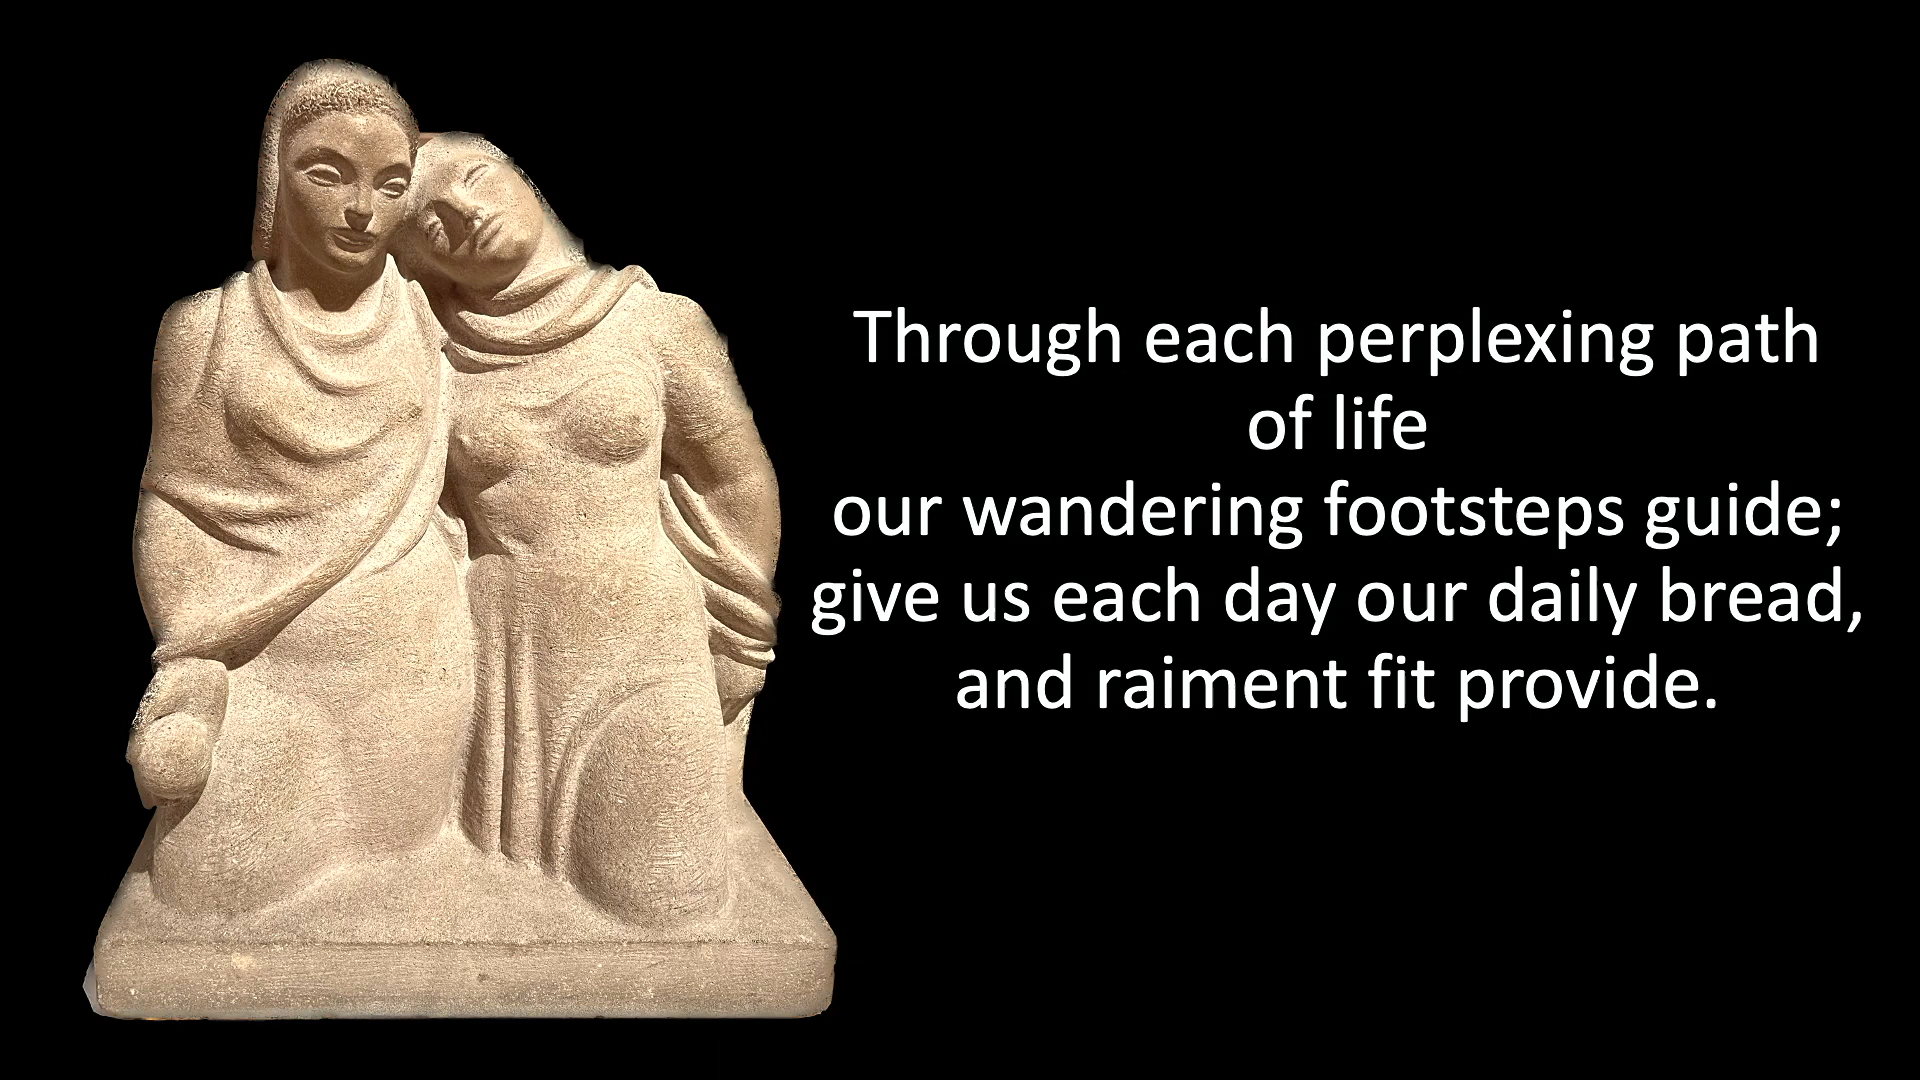 Through each perplexing path
of life
our wandering footsteps guide;
give us each day our daily bread,
and raiment fit provide.